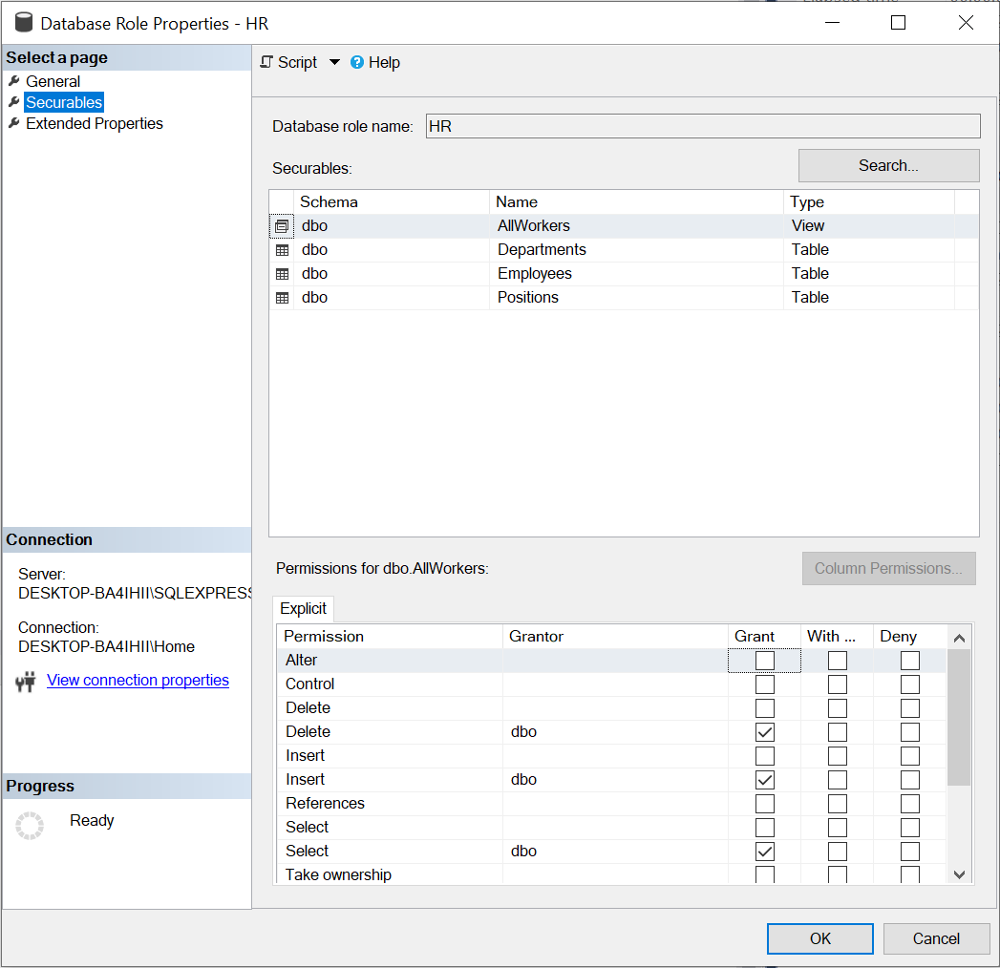 Database Role Properties - HR
Select a page
General
Securables
Extended Properties
Script Help
Database role name: HR
Securables: Search...
Schema Name Type
dbo AllWorkers View
dbo Departments Table
dbo Employees Table
dbo Positions Table
Connection
Server:
DESKTOP-BA4IHII\SQLEXPRESS
Connection:
DESKTOP-BA4IHII\Home
View connection properties
Progress
Ready
Permissions for dbo.AllWorkers: Column Permissions...
Explicit
Permission Grantor Grant With ... Deny
Alter
Control
Delete
Delete dbo
Insert
Insert dbo
References
Select
Select dbo
Take ownership
OK Cancel